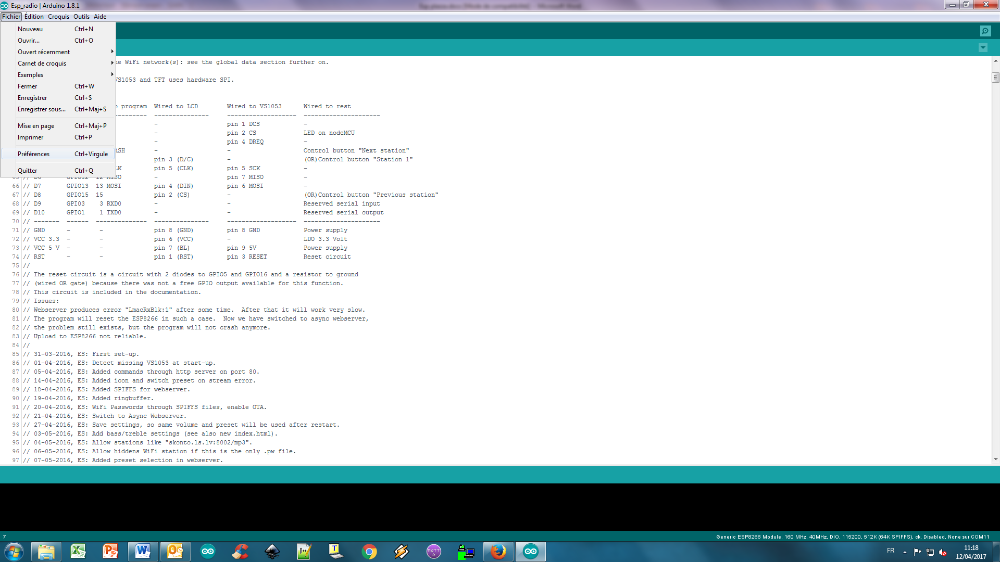 Esp_radio | Arduino 1.8.1
Fichier Édition Croquis Outils Aide
Nouveau Ctrl+N
Ouvrir... Ctrl+O
Ouvert récemment
Carnet de croquis
Exemples
Fermer Ctrl+W
Enregistrer Ctrl+S
Enregistrer sous... Ctrl+Maj+S
Mise en page Ctrl+Maj+P
Imprimer Ctrl+P
Préférences Ctrl+Virgule
Quitter Ctrl+Q
WiFi network(s): see the global data section further on.
VS1053 and TFT uses hardware SPI.
program Wired to LCD Wired to VS1053 Wired to rest
--------- --------------- ------------------- ---------------------
- pin 1 DCS -
- pin 2 CS LED on nodeMCU
- pin 4 DREQ -
- - Control button "Next station"
pin 3 (D/C) - (OR)Control button "Station 1"
pin 5 (CLK) pin 5 SCK -
- pin 7 MISO -
66 // D7 GPIO13 13 MOSI pin 4 (DIN) pin 6 MOSI -
67 // D8 GPIO15 15 pin 2 (CS) - (OR)Control button "Previous station"
68 // D9 GPIO3 3 RXD0 - - Reserved serial input
69 // D10 GPIO1 1 TXD0 - - Reserved serial output
70 // ------- ------ -------------- --------------- ------------------- ---------------------
71 // GND - - pin 8 (GND) pin 8 GND Power supply
72 // VCC 3.3 - - pin 6 (VCC) - LDO 3.3 Volt
73 // VCC 5 V - - pin 7 (BL) pin 9 5V Power supply
74 // RST - - pin 1 (RST) pin 3 RESET Reset circuit
75 //
76 // The reset circuit is a circuit with 2 diodes to GPIO5 and GPIO16 and a resistor to ground
77 // (wired OR gate) because there was not a free GPIO output available for this function.
78 // This circuit is included in the documentation.
79 // Issues:
80 // Webserver produces error "LmacRxBlk:1" after some time. After that it will work very slow.
81 // The program will reset the ESP8266 in such a case. Now we have switched to async webserver,
82 // the problem still exists, but the program will not crash anymore.
83 // Upload to ESP8266 not reliable.
84 //
85 // 31-03-2016, ES: First set-up.
86 // 01-04-2016, ES: Detect missing VS1053 at start-up.
87 // 05-04-2016, ES: Added commands through http server on port 80.
88 // 14-04-2016, ES: Added icon and switch preset on stream error.
89 // 18-04-2016, ES: Added SPIFFS for webserver.
90 // 19-04-2016, ES: Added ringbuffer.
91 // 20-04-2016, ES: WiFi Passwords through SPIFFS files, enable OTA.
92 // 21-04-2016, ES: Switch to Async Webserver.
93 // 27-04-2016, ES: Save settings, so same volume and preset will be used after restart.
94 // 03-05-2016, ES: Add bass/treble settings (see also new index.html).
95 // 04-05-2016, ES: Allow stations like "skonto.ls.lv:8002/mp3".
96 // 06-05-2016, ES: Allow hiddens WiFi station if this is the only .pw file.
97 // 07-05-2016, ES: Added preset selection in webserver.
7
Generic ESP8266 Module, 160 MHz, 40MHz, DIO, 115200, 512K (64K SPIFFS), ck, Disabled, None sur COM11
FR
11:18
12/04/2017